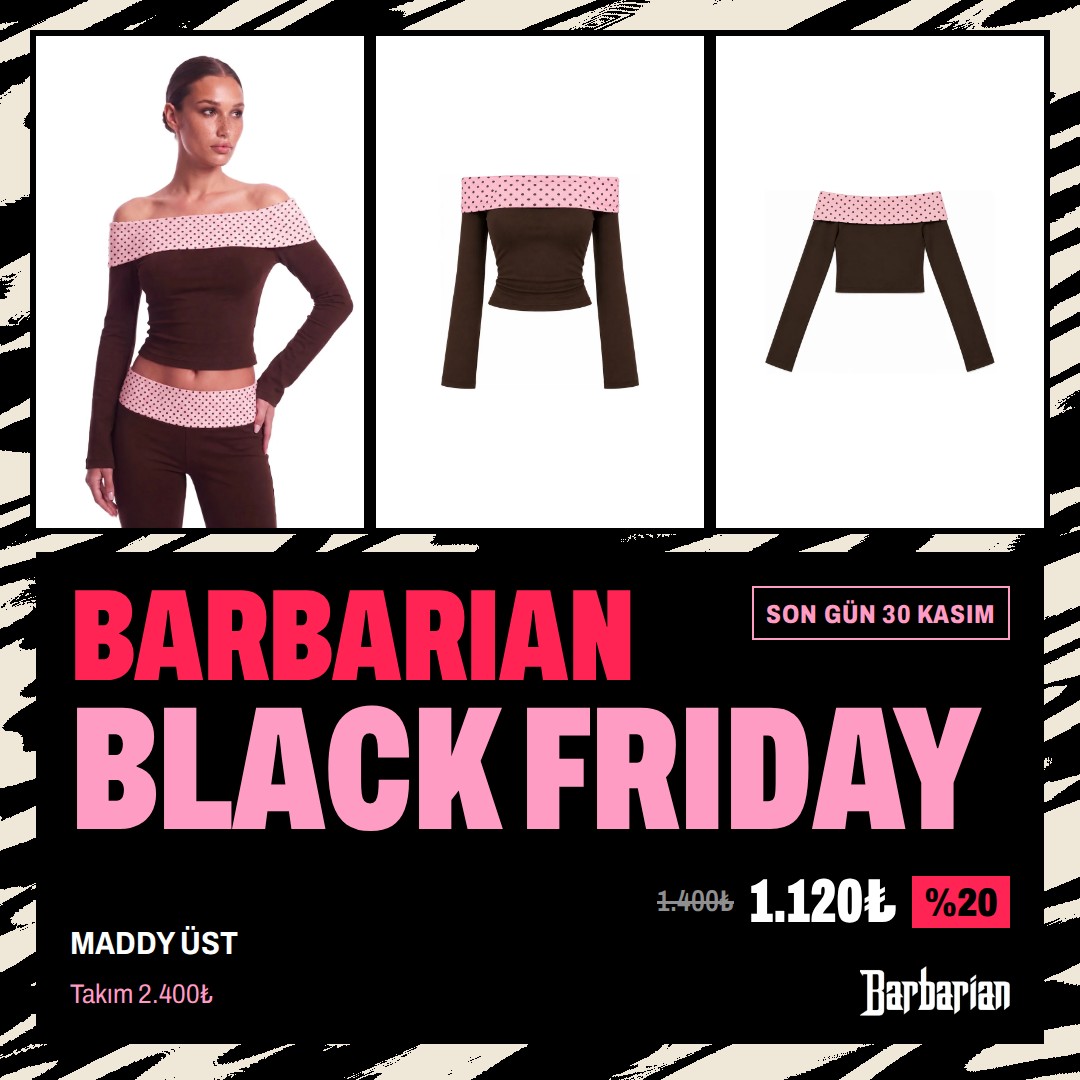 BARBARIAN
SON GÜN 30 KASIM
BLACK FRIDAY
1.400₺ 1.120₺ %20
MADDY ÜST
Takım 2.400₺
Barbarian